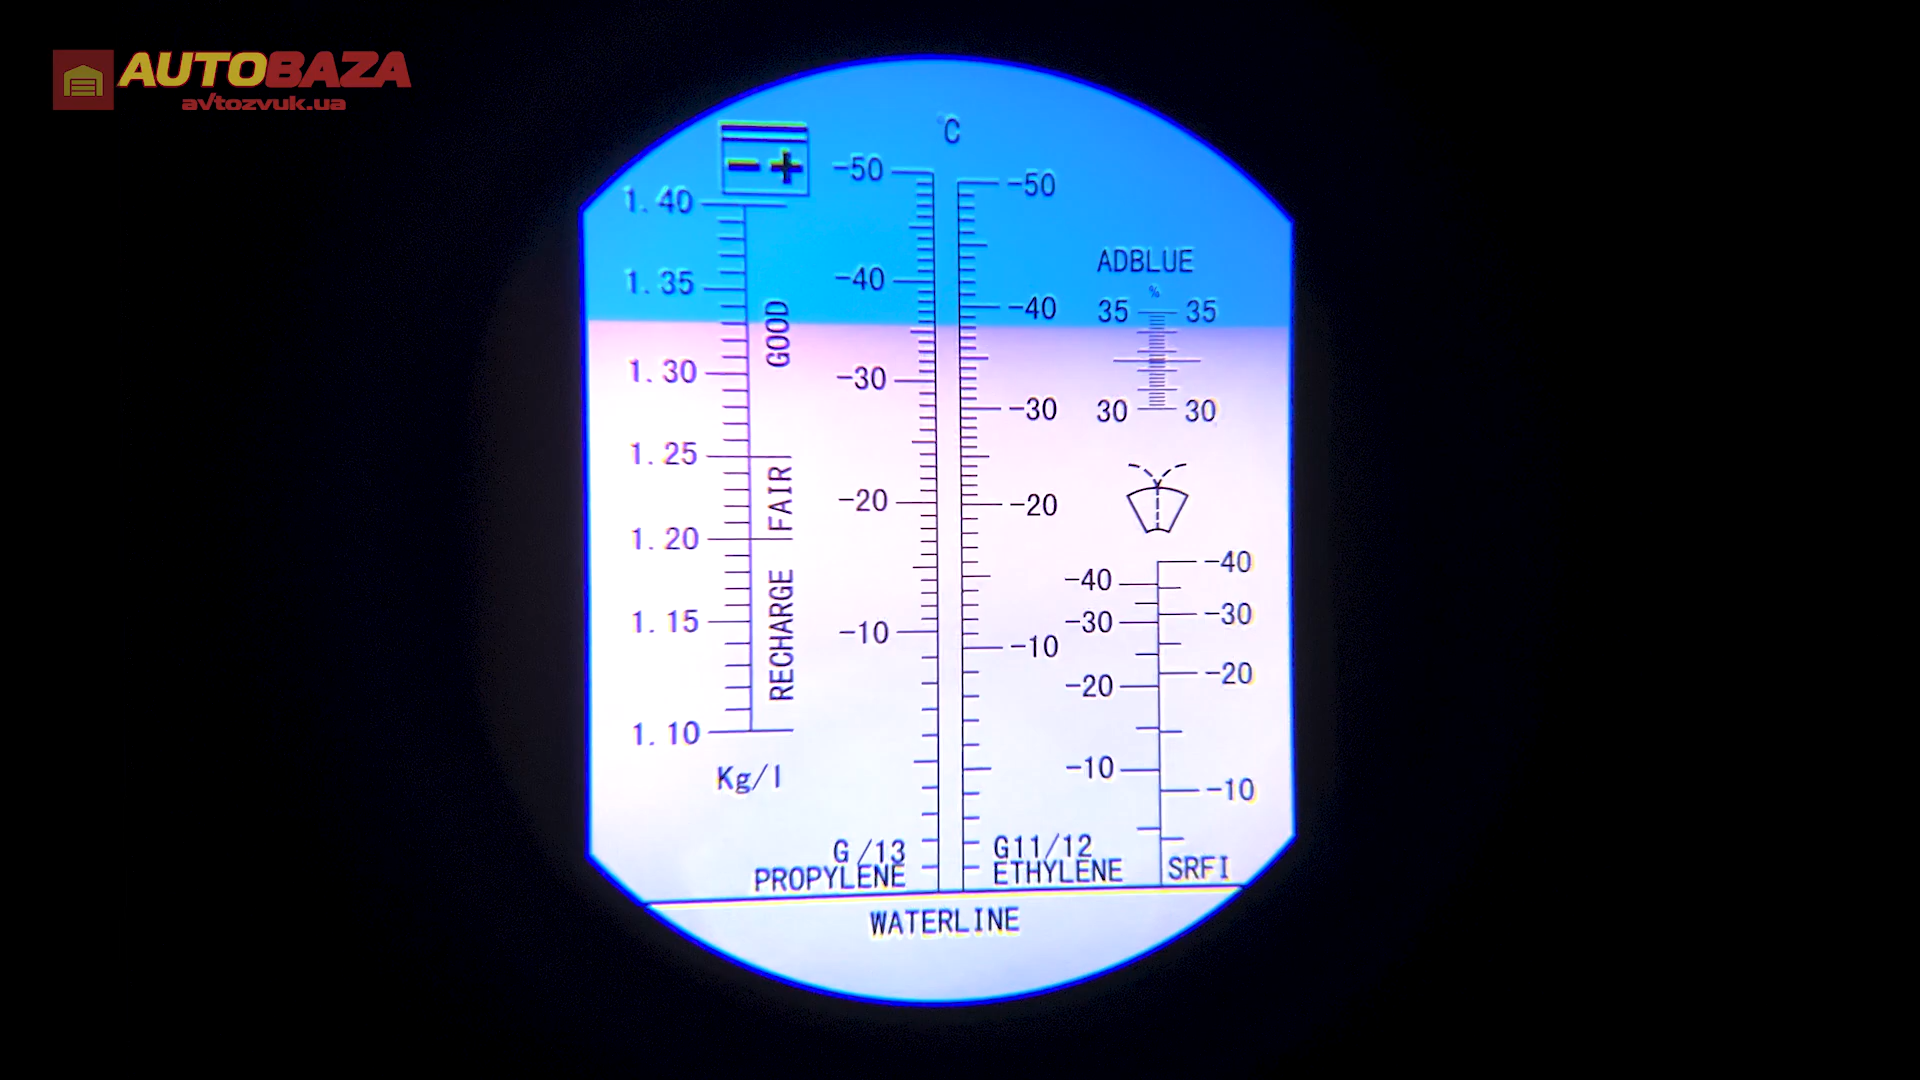 AUTOBAZA
avtozvuk.ua
°C
- +
1.40
1.35
1.30
1.25
1.20
1.15
1.10
GOOD
FAIR
RECHARGE
Kg/l
-50
-40
-30
-20
-10
G /13
PROPYLENE
-50
-40
-30
-20
-10
G11/12
ETHYLENE
ADBLUE
%
35 35
30 30
-40 -40
-30 -30
-20 -20
-10 -10
SRFI
WATERLINE